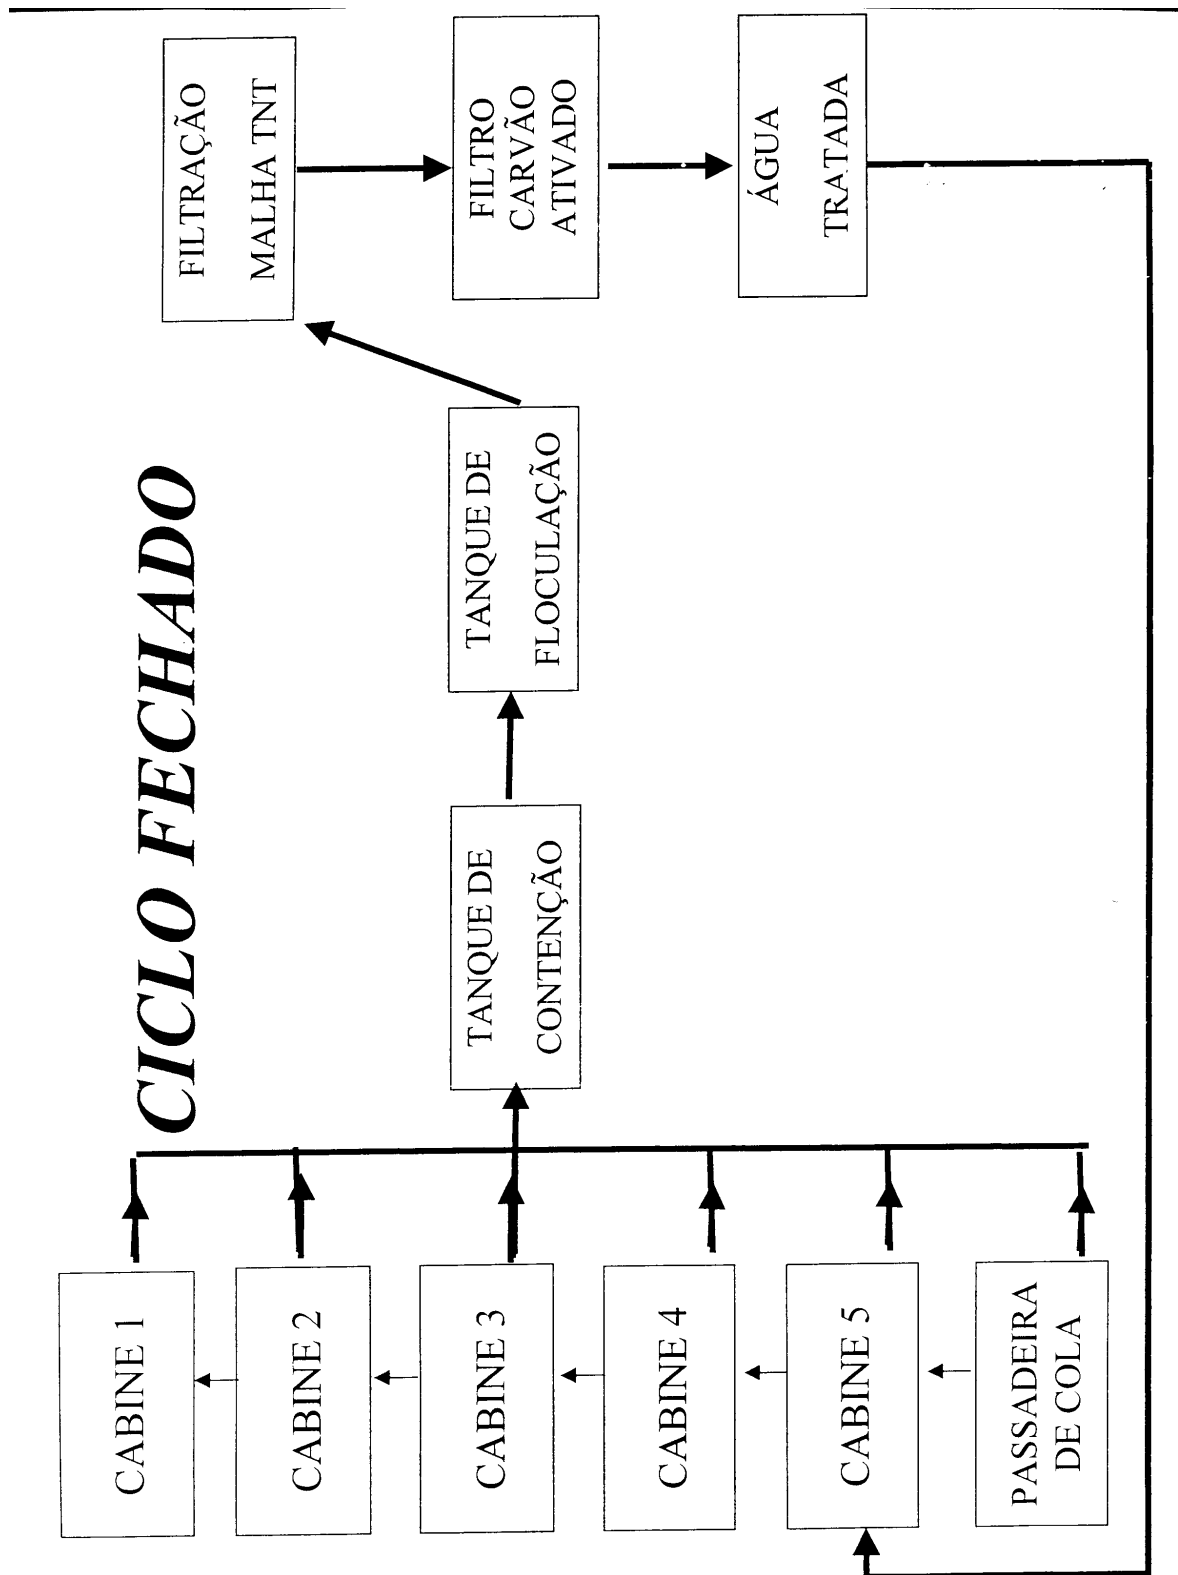 CICLO FECHADO
CABINE 1
CABINE 2
CABINE 3
CABINE 4
CABINE 5
PASSADEIRA
DE COLA
TANQUE DE
CONTENÇÃO
TANQUE DE
FLOCULAÇÃO
FILTRAÇÃO
MALHA TNT
FILTRO
CARVÃO
ATIVADO
ÁGUA
TRATADA